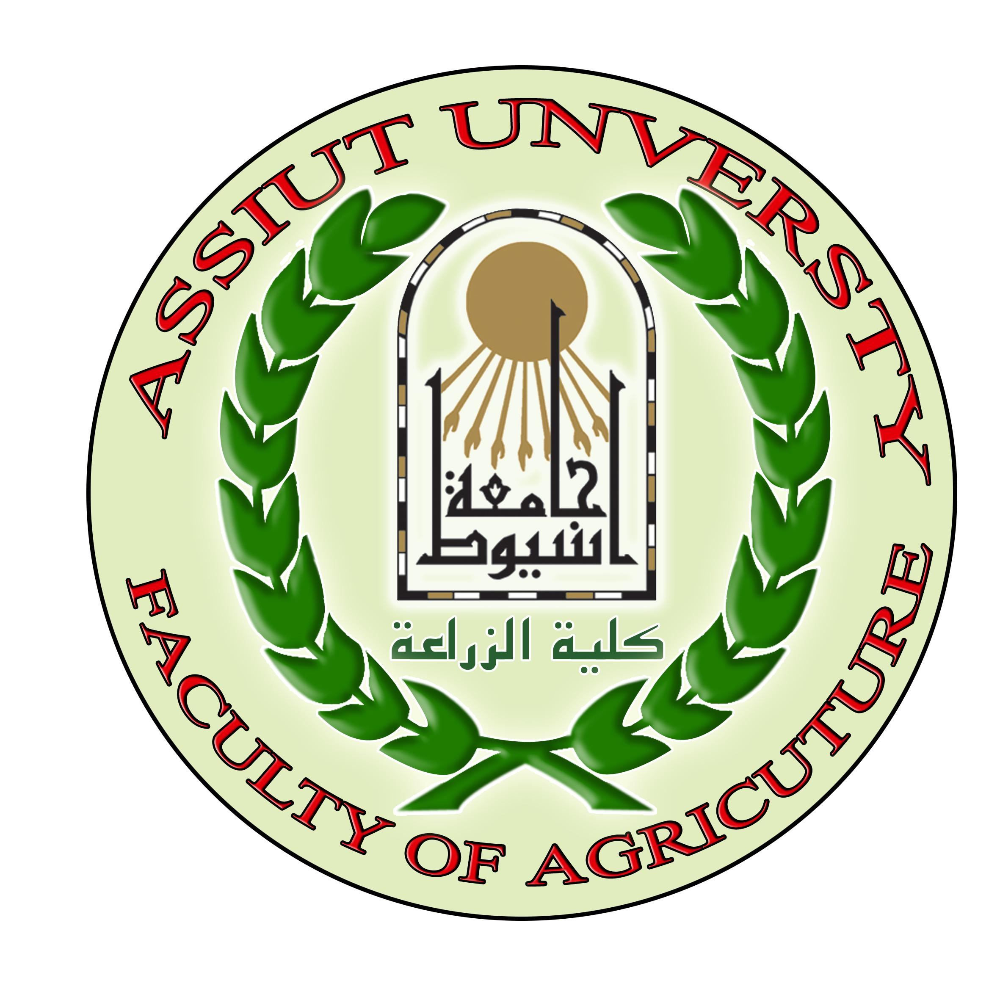 ASSIUT UNVERSTY
جامعة
اسيوط
كلية الزراعة
FACULTY OF AGRICUTURE